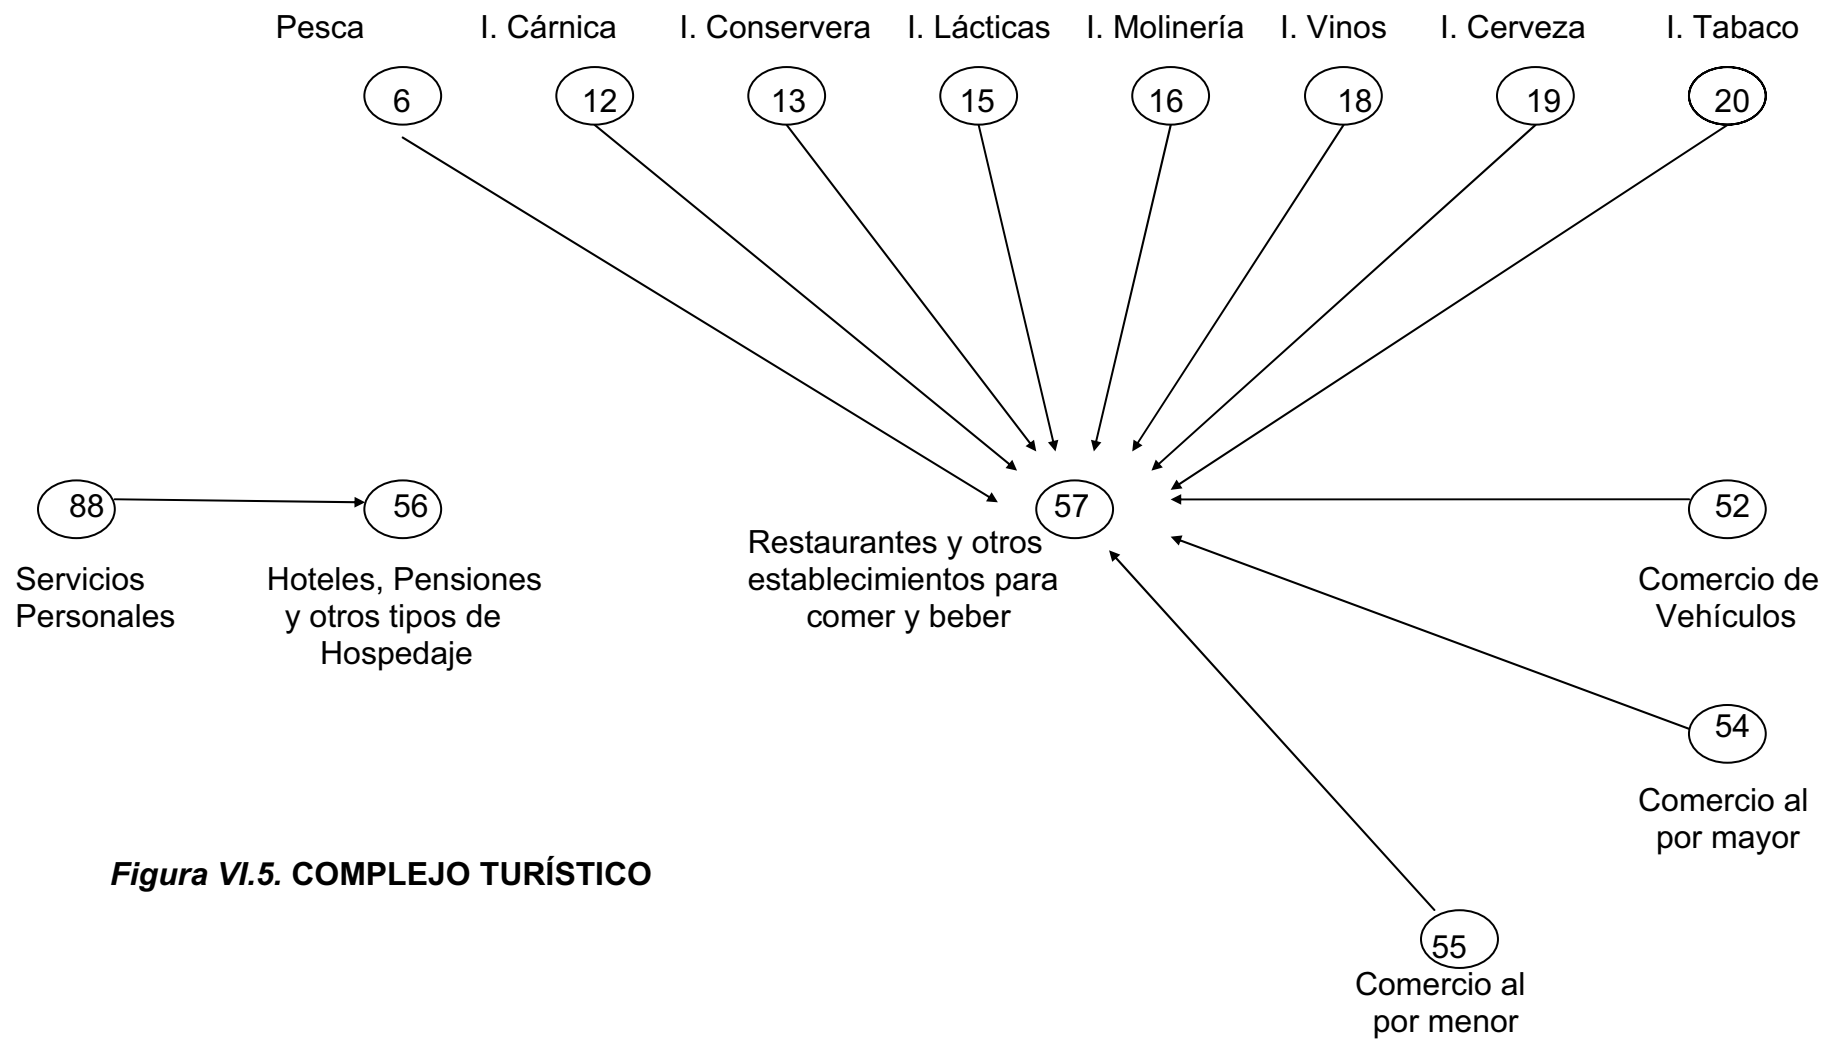 Pesca I. Cárnica I. Conservera I. Lácticas I. Molinería I. Vinos I. Cerveza I. Tabaco
6 12 13 15 16 18 19 20
88 56 57 52
Servicios
Personales
Hoteles, Pensiones
y otros tipos de
Hospedaje
Restaurantes y otros
establecimientos para
comer y beber
Comercio de
Vehículos
54
Comercio al
por mayor
Figura VI.5. COMPLEJO TURÍSTICO
55
Comercio al
por menor